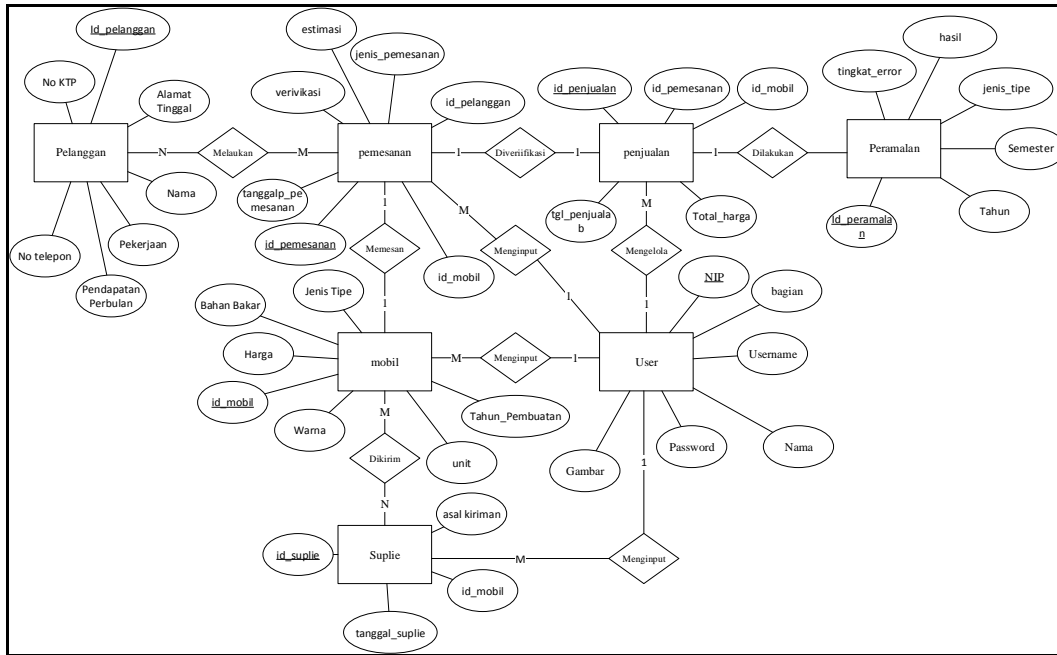 Id_pelanggan
No KTP
Alamat
Tinggal
Pelanggan
Nama
Pekerjaan
No telepon
Pendapatan
Perbulan
N
Melaukan
M
estimasi
jenis_pemesanan
verivikasi
id_pelanggan
pemesanan
tanggalp_pe
mesanan
id_pemesanan
id_mobil
1
Diveriifikasi
1
id_penjualan
id_pemesanan
id_mobil
penjualan
tgl_penjuala
b
Total_harga
1
Dilakukan
hasil
tingkat_error
jenis_tipe
Peramalan
Semester
Tahun
Id_peramala
n
1
Memesan
1
M
Menginput
1
M
Mengelola
1
Jenis Tipe
Bahan Bakar
Harga
id_mobil
Warna
mobil
Tahun_Pembuatan
unit
M
Menginput
1
User
NIP
bagian
Username
Nama
Password
Gambar
M
Dikirim
N
asal kiriman
id_suplie
Suplie
id_mobil
tanggal_suplie
M
Menginput
1